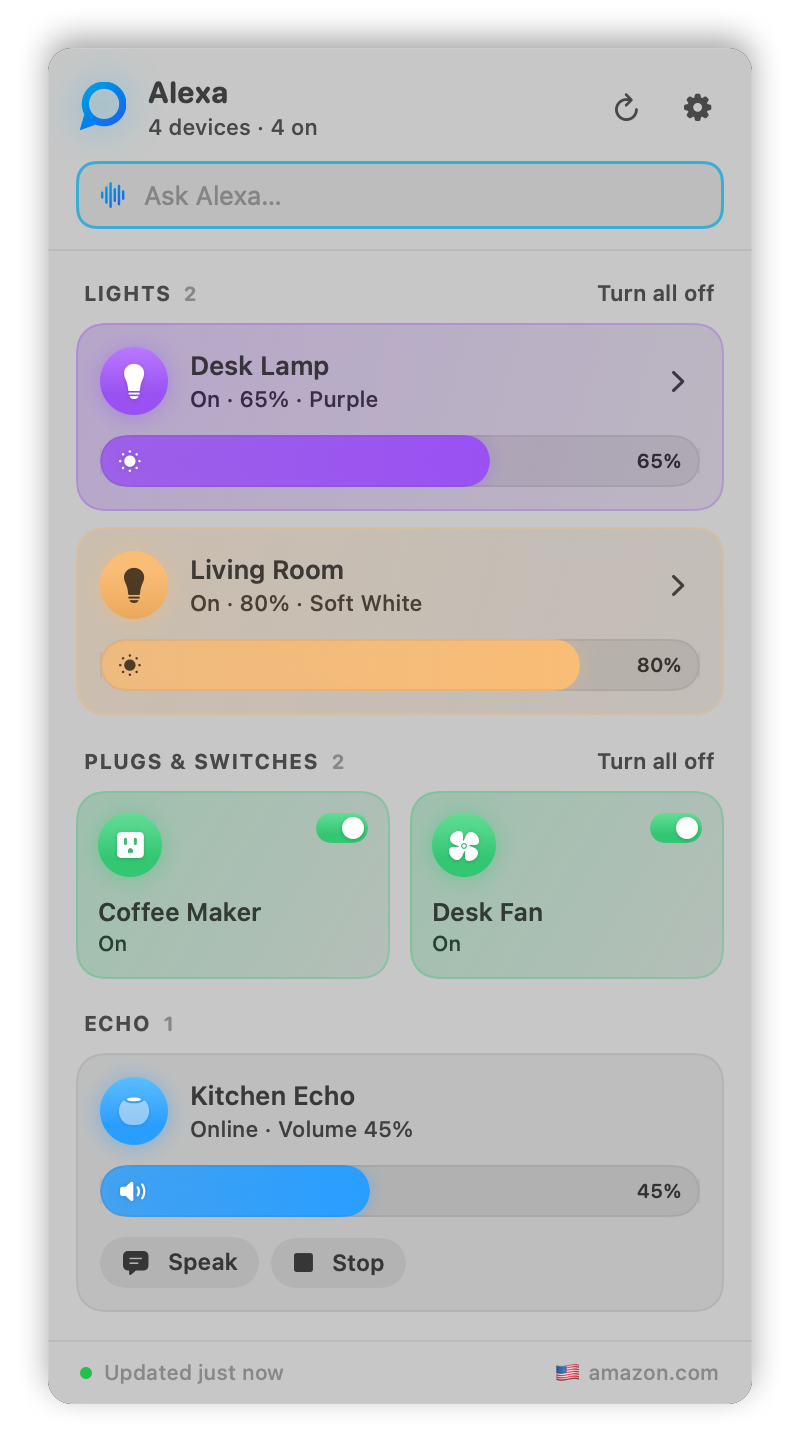 Alexa
4 devices · 4 on
Ask Alexa...
LIGHTS 2
Turn all off
Desk Lamp
On · 65% · Purple
65%
Living Room
On · 80% · Soft White
80%
PLUGS & SWITCHES 2
Turn all off
Coffee Maker
On
Desk Fan
On
ECHO 1
Kitchen Echo
Online · Volume 45%
45%
Speak
Stop
Updated just now
🇺🇸 amazon.com